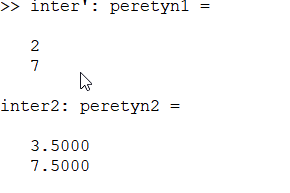 >> inter': peretyn1 =
2
7
inter2: peretyn2 =
3.5000
7.5000